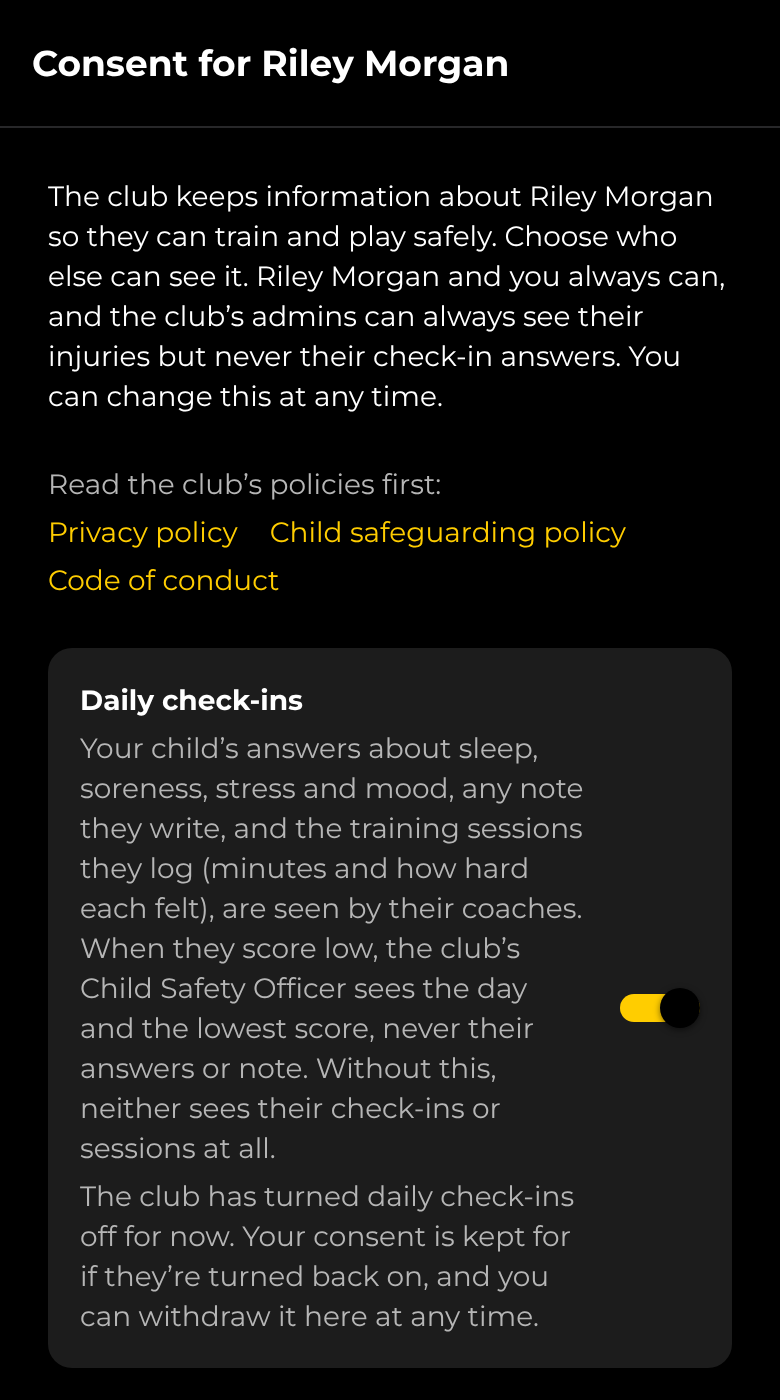 Consent for Riley Morgan
The club keeps information about Riley Morgan
so they can train and play safely. Choose who
else can see it. Riley Morgan and you always can,
and the club’s admins can always see their
injuries but never their check-in answers. You
can change this at any time.
Read the club’s policies first:
Privacy policy Child safeguarding policy
Code of conduct
Daily check-ins
Your child’s answers about sleep,
soreness, stress and mood, any note
they write, and the training sessions
they log (minutes and how hard
each felt), are seen by their coaches.
When they score low, the club’s
Child Safety Officer sees the day
and the lowest score, never their
answers or note. Without this,
neither sees their check-ins or
sessions at all.
The club has turned daily check-ins
off for now. Your consent is kept for
if they’re turned back on, and you
can withdraw it here at any time.